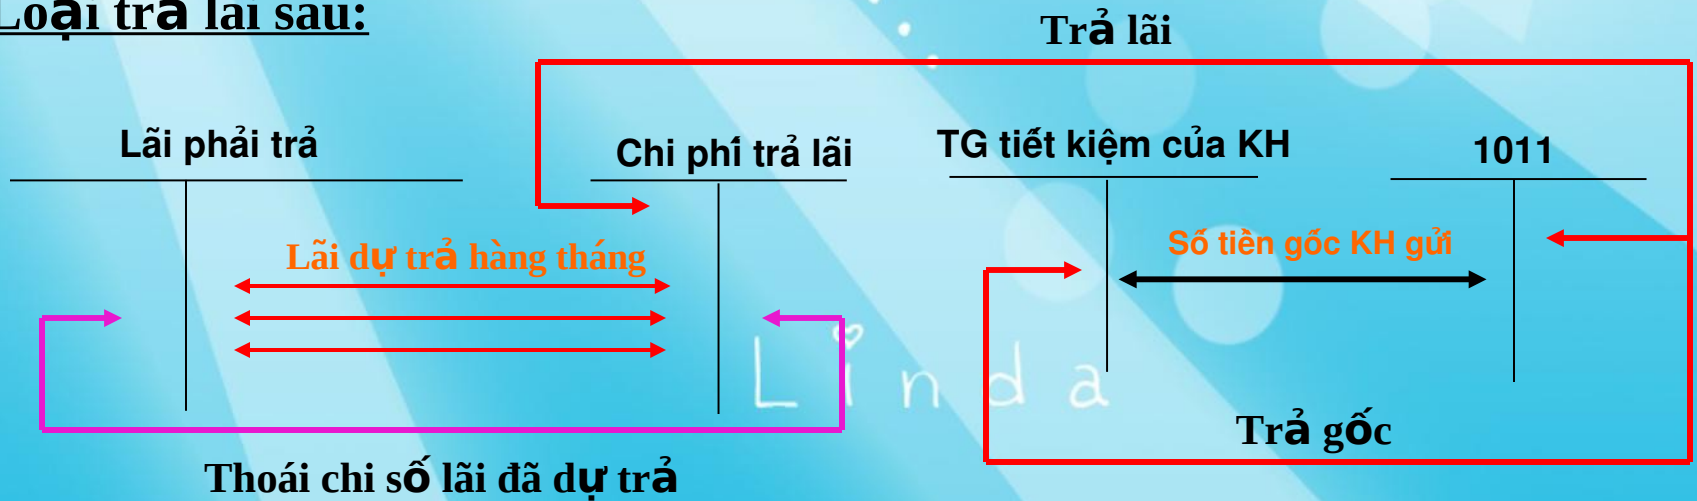 Loại trả lãi sau:
Trả lãi
Lãi phải trả
Chi phí trả lãi
TG tiết kiệm của KH
1011
Lãi dự trả hàng tháng
Số tiền gốc KH gửi
Linda
Trả gốc
Thoái chi số lãi đã dự trả